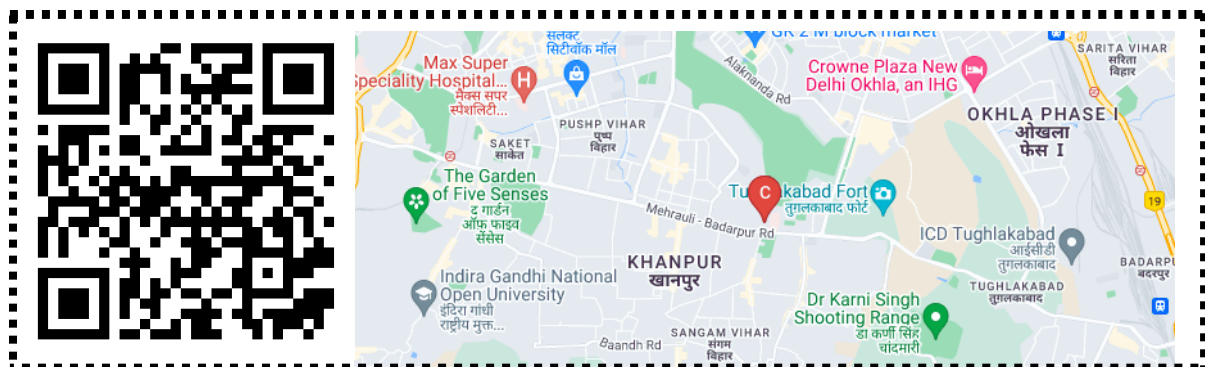 सेलेक्ट
सिटीवॉक मॉल
GK 2 M block market
SARITA VIHAR
सरिता
विहार
Max Super
Speciality Hospital...
मैक्स सुपर
स्पेशलिटी...
H
Alaknanda Rd
Crowne Plaza New
Delhi Okhla, an IHG
OKHLA PHASE I
ओखला
फेस I
PUSHP VIHAR
पुष्प
विहार
SAKET
साकेत
The Garden
of Five Senses
द गार्डन
ऑफ़ फाइव
सेंसेस
C
Tughlakabad Fort
तुग़लकाबाद फोर्ट
19
Mehrauli - Badarpur Rd
ICD Tughlakabad
आईसीडी
तुगलकाबाद
KHANPUR
खानपुर
BADARPU
बदरपुर
Indira Gandhi National
Open University
इंदिरा गांधी
राष्ट्रीय मुक्त...
TUGHLAKABAD
तुग़लकाबाद
Dr Karni Singh
Shooting Range
डा कर्णी सिंह
चांदमारी
SANGAM VIHAR
संगम
विहार
Baandh Rd